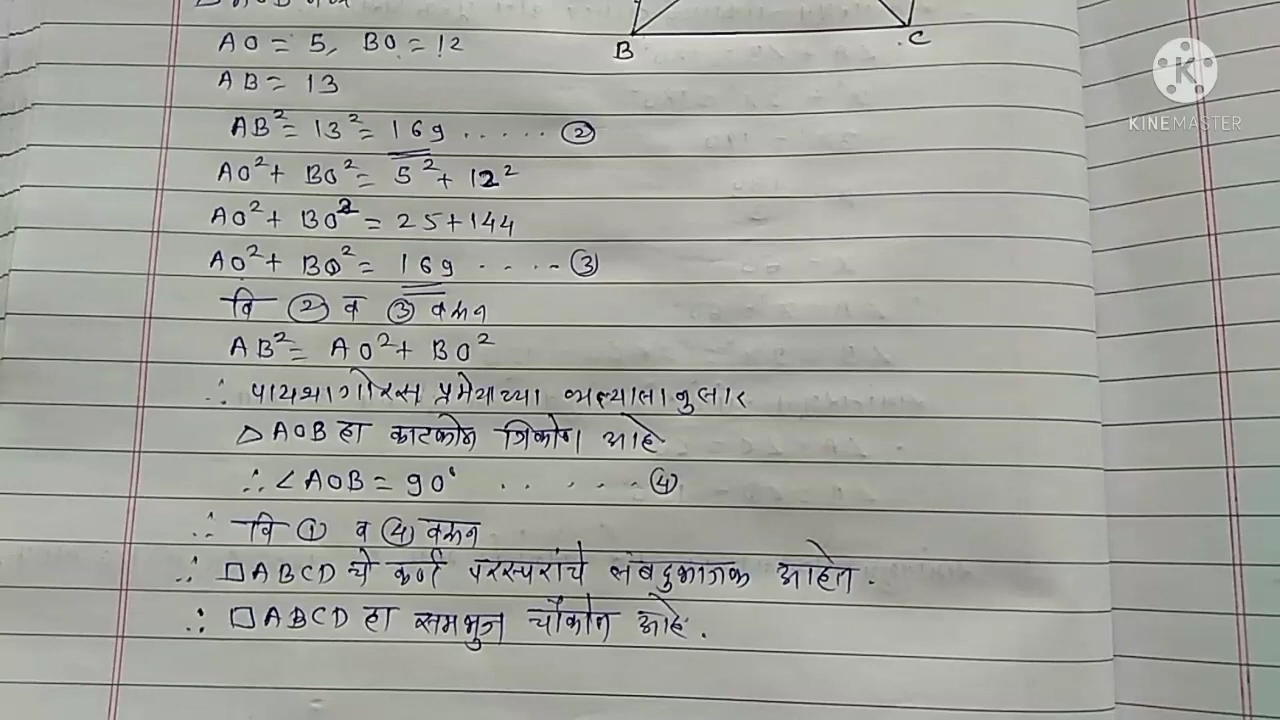 AO = 5, BO = 12
B
C
AB = 13
KINEMASTER
AB² = 13² = 169 ..... ②
AO² + BO² = 5² + 12²
AO² + BO² = 25 + 144
AO² + BO² = 169 .... ③
वि ② व ③ वरून
AB² = AO² + BO²
∴ पायथागोरस प्रमेयाच्या व्यत्यासानुसार
△AOB हा काटकोन त्रिकोण आहे
∴ ∠AOB = 90° ...... ④
∴ वि ① व ④ वरून
∴ □ABCD चे कर्ण परस्परांचे लंबदुभाजक आहेत.
∴ □ABCD हा समभुज चौकोन आहे.